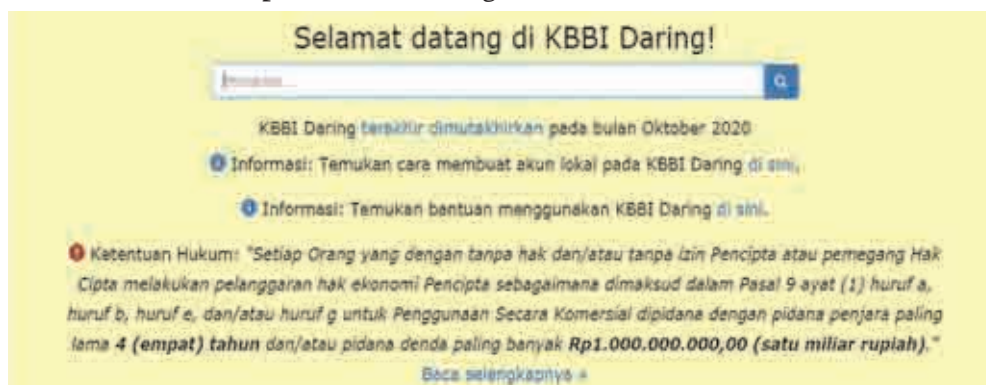 Selamat datang di KBBI Daring!
KBBI Daring terakhir dimutakhirkan pada bulan Oktober 2020
Informasi: Temukan cara membuat akun lokal pada KBBI Daring di sini.
Informasi: Temukan bantuan menggunakan KBBI Daring di sini.
Ketentuan Hukum: "Setiap Orang yang dengan tanpa hak dan/atau tanpa izin Pencipta atau pemegang Hak
Cipta melakukan pelanggaran hak ekonomi Pencipta sebagaimana dimaksud dalam Pasal 9 ayat (1) huruf a,
huruf b, huruf e, dan/atau huruf g untuk Penggunaan Secara Komersial dipidana dengan pidana penjara paling
lama 4 (empat) tahun dan/atau pidana denda paling banyak Rp1.000.000.000,00 (satu miliar rupiah)."
Baca selengkapnya »